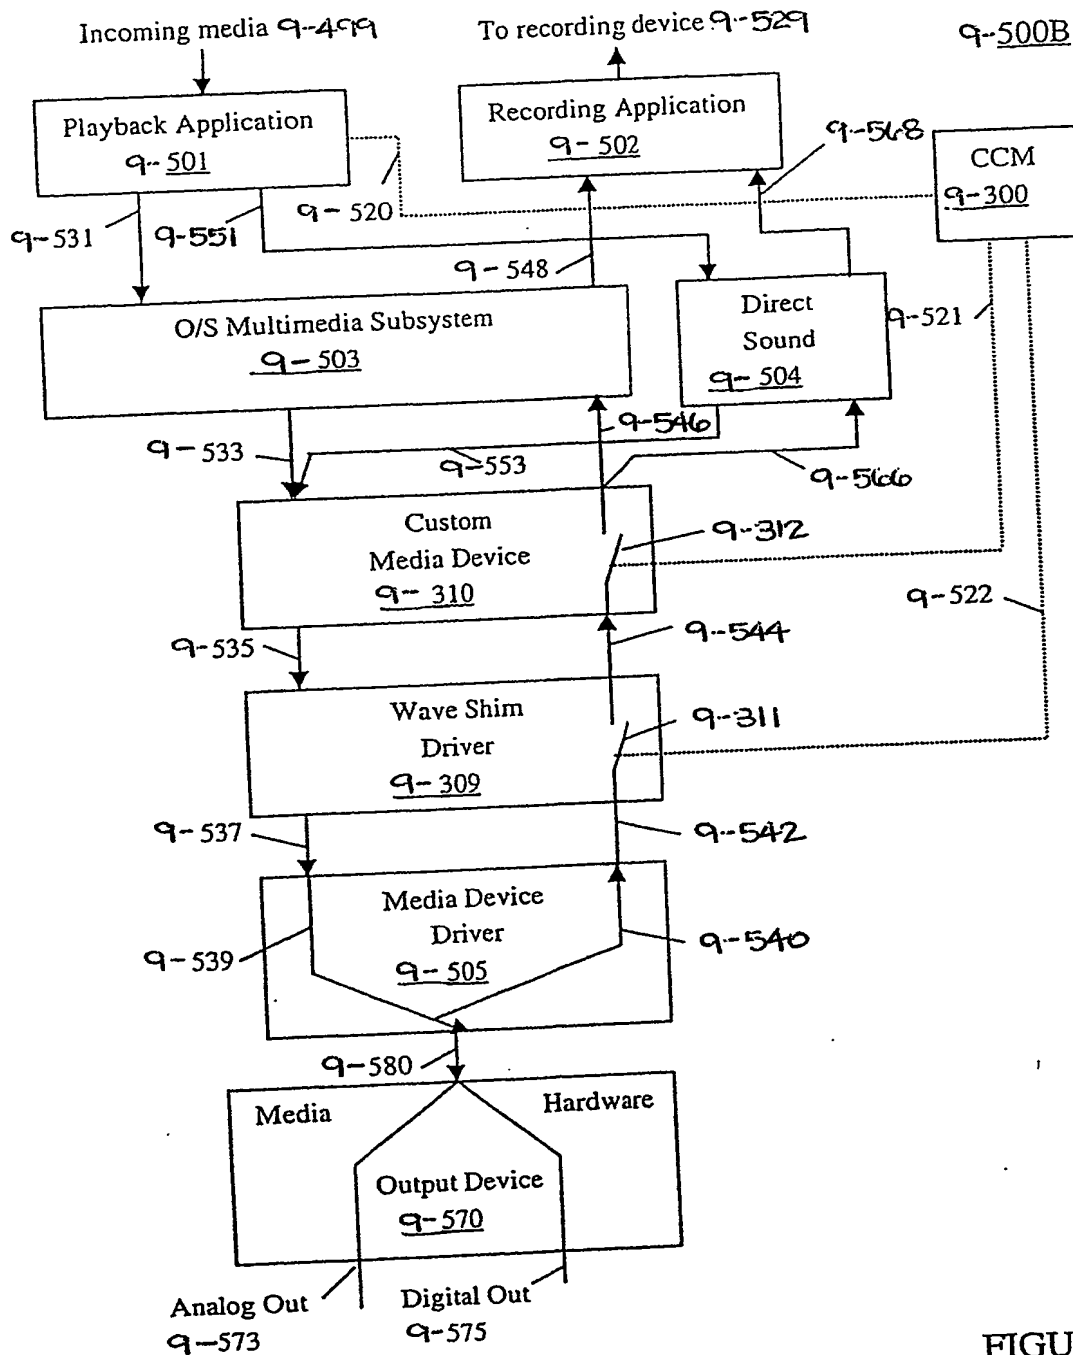 Incoming media 9-499
To recording device 9-529
9-500B
Playback Application
9-501
Recording Application
9-502
9-568
CCM
9-300
9-531
9-551
9-520
9-548
O/S Multimedia Subsystem
9-503
Direct
Sound
9-504
9-521
9-533
9-553
9-546
9-566
Custom
Media Device
9-310
9-312
9-522
9-535
9-544
Wave Shim
Driver
9-309
9-311
9-537
9-542
Media Device
Driver
9-505
9-539
9-540
9-580
Media
Hardware
Output Device
9-570
Analog Out
9-573
Digital Out
9-575
FIGU